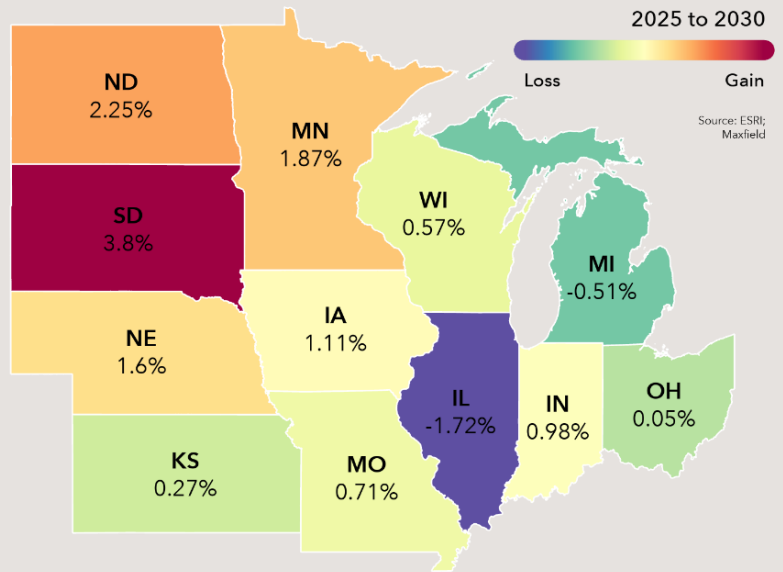 2025 to 2030
Loss
Gain
Source: ESRI;
Maxfield
ND
2.25%
MN
1.87%
WI
0.57%
SD
3.8%
MI
-0.51%
NE
1.6%
IA
1.11%
IL
-1.72%
IN
0.98%
OH
0.05%
KS
0.27%
MO
0.71%